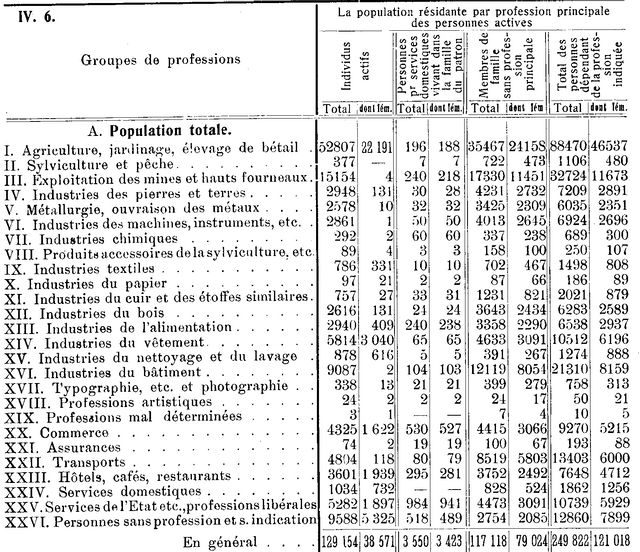 IV. 6.
Groupes de professions
La population résidante par profession principale
des personnes actives
Individus actifs
Personnes pr services domestiques vivant dans la famille du patron
Membres de famille sans profession principale
Total des personnes dépendant de la profession indiquée
Total dont fém. Total dont fém. Total dont fém. Total dont fém.
A. Population totale.
I. Agriculture, jardinage, élevage de bétail . 52807 22 191 196 188 35467 24158 88470 46537
II. Sylviculture et pêche . . . . . . . . 377 — 7 7 722 473 1106 480
III. Exploitation des mines et hauts fourneaux. 15154 4 240 218 17330 11451 32724 11673
IV. Industries des pierres et terres . . . . . 2948 131 30 28 4231 2732 7209 2891
V. Métallurgie, ouvraison des métaux . . . . 2578 10 32 32 3425 2309 6035 2351
VI. Industries des machines, instruments, etc. . 2861 1 50 50 4013 2645 6924 2696
VII. Industries chimiques . . . . . . . . 292 2 60 60 337 238 689 300
VIII. Produits accessoires de la sylviculture, etc. 89 4 3 3 158 100 250 107
IX. Industries textiles . . . . . . . . . 786 331 10 10 702 467 1498 808
X. Industries du papier . . . . . . . . 97 21 2 2 87 66 186 89
XI. Industries du cuir et des étoffes similaires. 757 27 33 31 1231 821 2021 879
XII. Industries du bois . . . . . . . . . 2616 131 24 24 3643 2434 6283 2589
XIII. Industries de l'alimentation . . . . . . 2940 409 240 238 3358 2290 6538 2937
XIV. Industries du vêtement . . . . . . . . 5814 3 040 65 65 4633 3091 10512 6196
XV. Industries du nettoyage et du lavage . . 878 616 5 5 391 267 1274 888
XVI. Industries du bâtiment . . . . . . . . 9087 2 104 103 12119 8054 21310 8159
XVII. Typographie, etc. et photographie . . . 338 13 21 21 399 279 758 313
XVIII. Professions artistiques . . . . . . . 24 2 2 2 24 17 50 21
XIX. Professions mal déterminées . . . . . . 3 1 — — 7 4 10 5
XX. Commerce . . . . . . . . . . . 4325 1 622 530 527 4415 3066 9270 5215
XXI. Assurances . . . . . . . . . . . 74 2 19 19 100 67 193 88
XXII. Transports . . . . . . . . . . . 4804 118 80 79 8519 5803 13403 6000
XXIII. Hôtels, cafés, restaurants . . . . . . 3601 1 939 295 281 3752 2492 7648 4712
XXIV. Services domestiques . . . . . . . . 1034 732 — — 828 524 1862 1256
XXV. Services de l'Etat etc., professions libérales 5282 1 897 984 941 4473 3091 10739 5929
XXVI. Personnes sans profession et s. indication 9588 5 325 518 489 2754 2085 12860 7899
En général . . . . 129 154 38 571 3 550 3 423 117 118 79 024 249 822 121 018